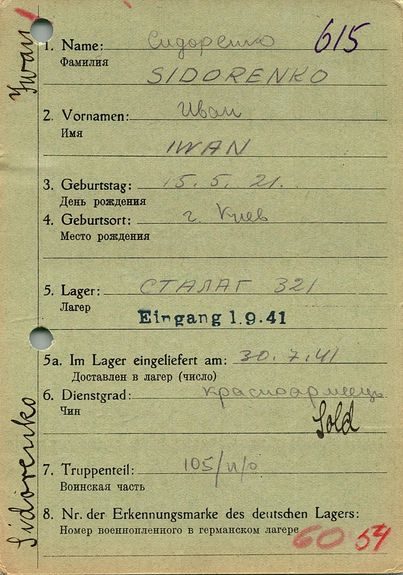 615
1. Name: Сидоренко
Фамилия
SIDORENKO
2. Vornamen: Иван
Имя
IWAN
3. Geburtstag: 15. 5. 21.
День рождения
4. Geburtsort: г. Киев
Место рождения
5. Lager: СТАЛАГ 321
Лагер
Eingang 1.9.41
5a. Im Lager eingeliefert am: 30. 7. 41
Доставлен в лагер (число)
6. Dienstgrad: красноармеец
Чин
Sold
7. Truppenteil: 105/п/о
Воинская часть
8. Nr. der Erkennungsmarke des deutschen Lagers:
Номер военнопленного в германском лагере
60 54
Sidorenko
Iwan